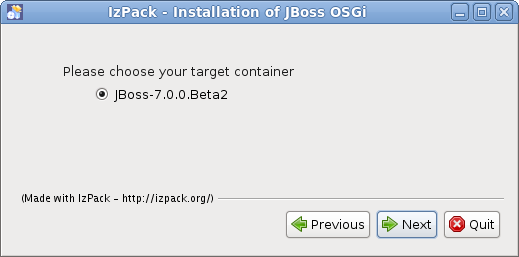 IzPack - Installation of JBoss OSGi
Please choose your target container
JBoss-7.0.0.Beta2
(Made with IzPack - http://izpack.org/)
Previous Next Quit